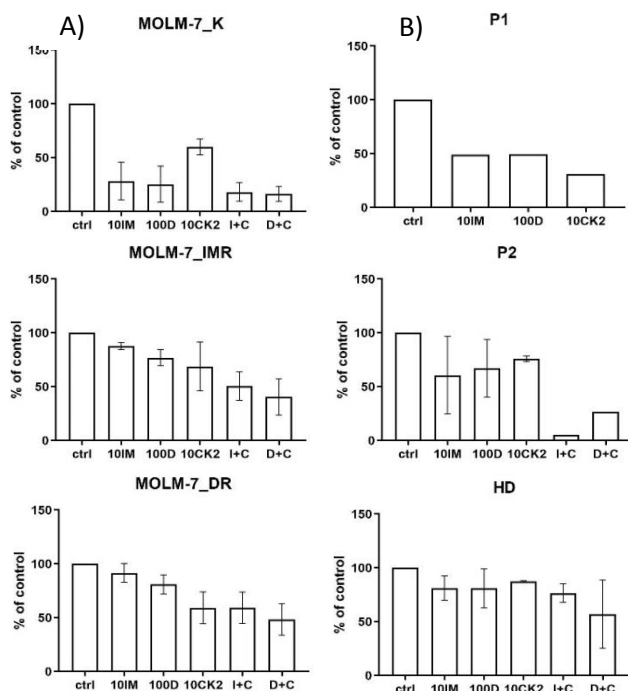 A)
MOLM-7_K
% of control
150
100
50
0
ctrl 10IM 100D 10CK2 I+C D+C
MOLM-7_IMR
% of control
150
100
50
0
ctrl 10IM 100D 10CK2 I+C D+C
MOLM-7_DR
% of control
150
100
50
0
ctrl 10IM 100D 10CK2 I+C D+C
B)
P1
% of control
150
100
50
0
ctrl 10IM 100D 10CK2
P2
% of control
150
100
50
0
ctrl 10IM 100D 10CK2 I+C D+C
HD
% of control
150
100
50
0
ctrl 10IM 100D 10CK2 I+C D+C